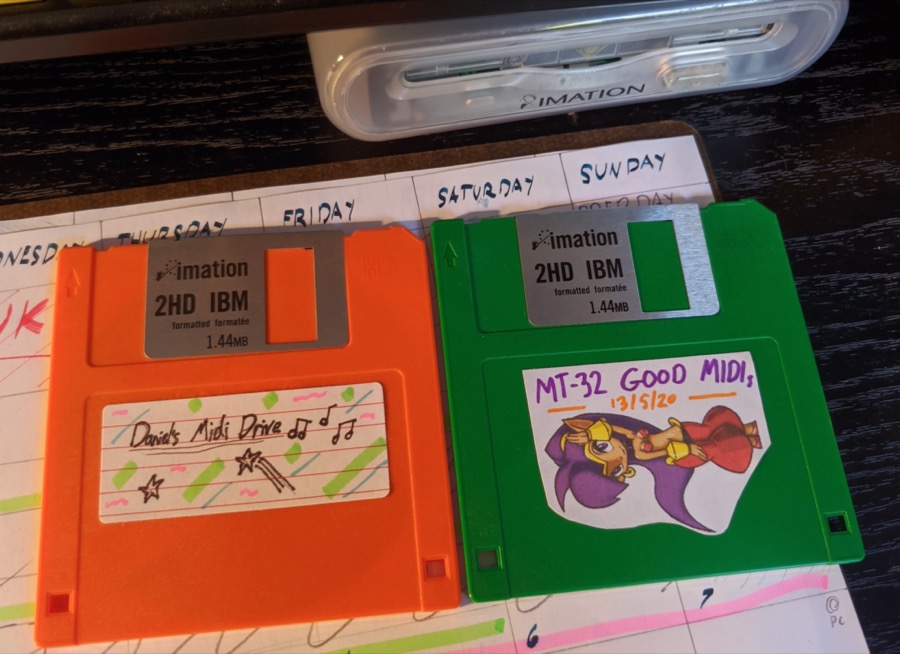 IMATION
SUNDAY
SATURDAY
FRIDAY
THURSDAY
imation
2HD IBM
formatted formatée
1.44MB
Daniel's Midi Drive
imation
2HD IBM
formatted formatée
1.44MB
MT-32 GOOD MIDIs
13/5/20
6
7
@
PC